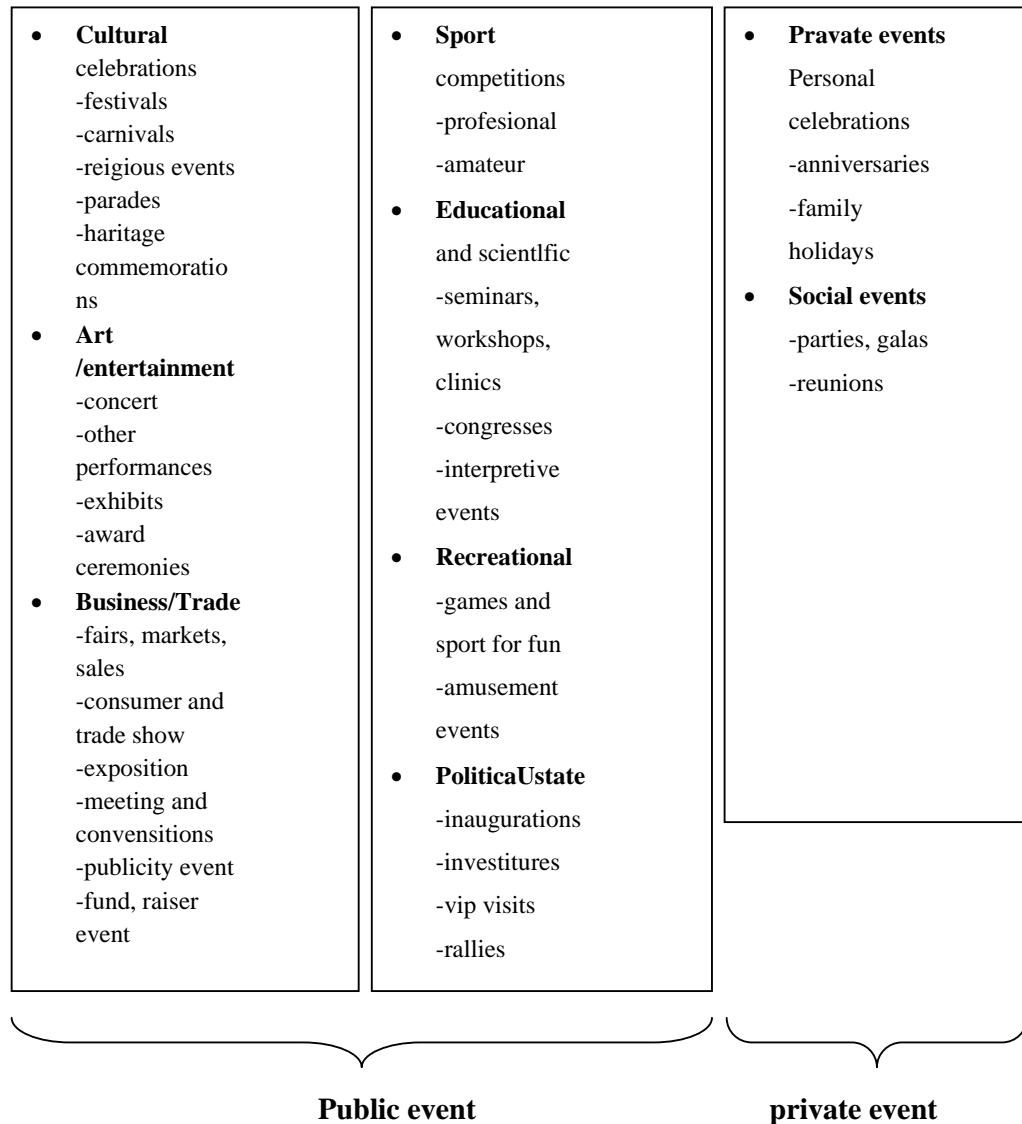 • Cultural
celebrations
-festivals
-carnivals
-reigious events
-parades
-haritage
commemoratio
ns
• Art
/entertainment
-concert
-other
performances
-exhibits
-award
ceremonies
• Business/Trade
-fairs, markets,
sales
-consumer and
trade show
-exposition
-meeting and
convensitions
-publicity event
-fund, raiser
event
• Sport
competitions
-profesional
-amateur
• Educational
and scientlfic
-seminars,
workshops,
clinics
-congresses
-interpretive
events
• Recreational
-games and
sport for fun
-amusement
events
• PoliticaUstate
-inaugurations
-investitures
-vip visits
-rallies
• Pravate events
Personal
celebrations
-anniversaries
-family
holidays
• Social events
-parties, galas
-reunions
Public event
private event